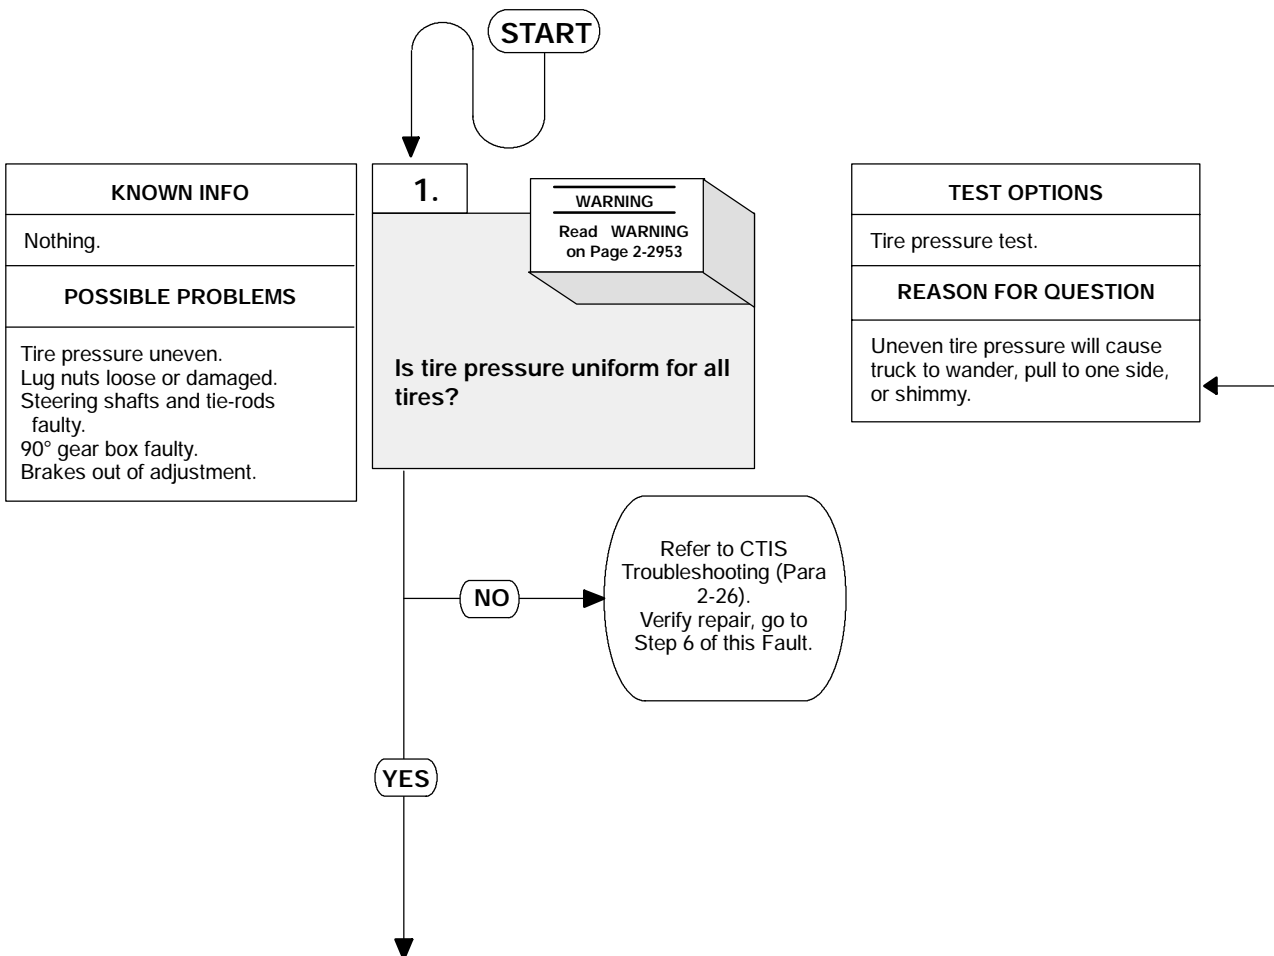 START
KNOWN INFO
Nothing.
POSSIBLE PROBLEMS
Tire pressure uneven.
Lug nuts loose or damaged.
Steering shafts and tie-rods
faulty.
90° gear box faulty.
Brakes out of adjustment.
1.
WARNING
Read WARNING
on Page 2-2953
Is tire pressure uniform for all
tires?
TEST OPTIONS
Tire pressure test.
REASON FOR QUESTION
Uneven tire pressure will cause
truck to wander, pull to one side,
or shimmy.
NO
Refer to CTIS
Troubleshooting (Para
2-26).
Verify repair, go to
Step 6 of this Fault.
YES